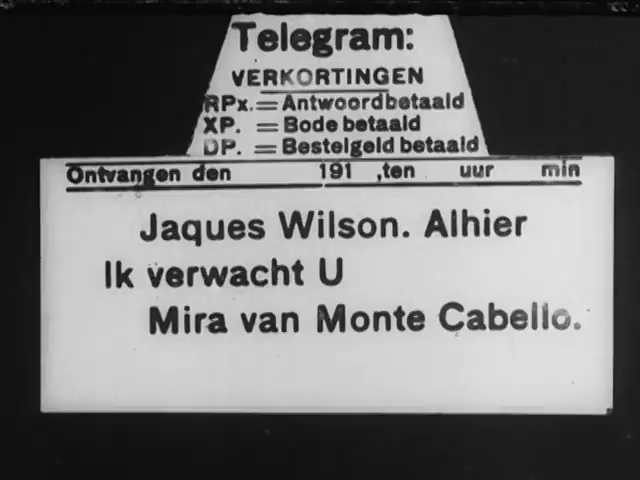 Telegram:
VERKORTINGEN
RPx. = Antwoordbetaald
XP. = Bode betaald
DP. = Bestelgeld betaald
Ontvangen den 191 ,ten uur min
Jaques Wilson. Alhier
Ik verwacht U
Mira van Monte Cabello.